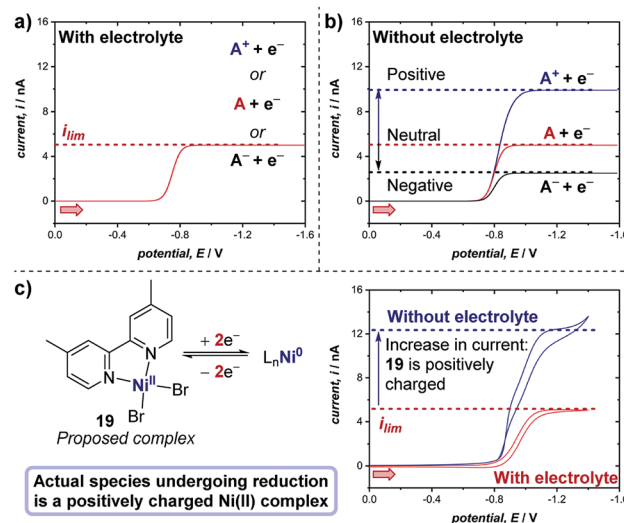 a)
With electrolyte
A⁺ + e⁻
or
A + e⁻
or
A⁻ + e⁻
i_lim
current, i / nA
16
12
8
4
0
0.0
-0.4
-0.8
-1.2
-1.6
potential, E / V
b)
Without electrolyte
Positive
A⁺ + e⁻
Neutral
A + e⁻
Negative
A⁻ + e⁻
current, i / nA
16
12
8
4
0
0.0
-0.4
-0.8
-1.2
-1.6
potential, E / V
c)
N
N
Ni^II
Br
Br
19
Proposed complex
+ 2e⁻
− 2e⁻
LₙNi⁰
Actual species undergoing reduction
is a positively charged Ni(II) complex
Without electrolyte
Increase in current:
19 is positively
charged
i_lim
With electrolyte
current, i / nA
16
12
8
4
0
0.0
-0.4
-0.8
-1.2
-1.6
potential, E / V